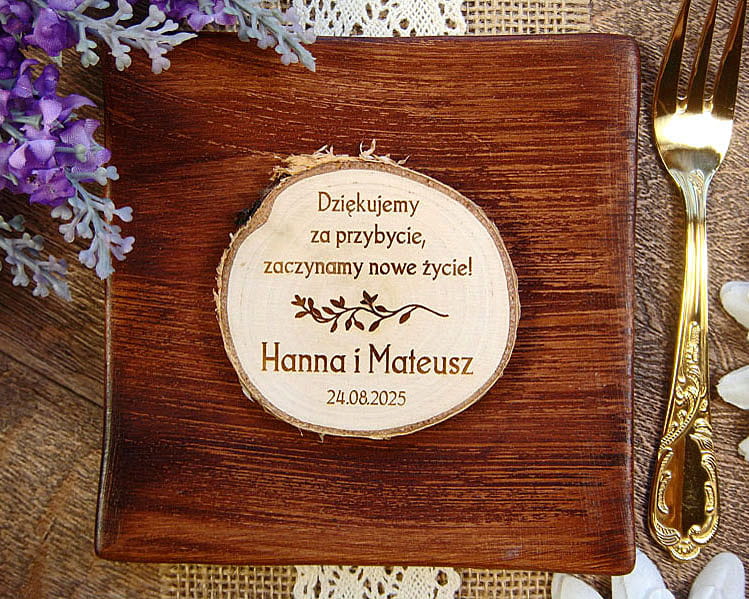 Dziękujemy
za przybycie,
zaczynamy nowe życie!
Hanna i Mateusz
24.08.2025